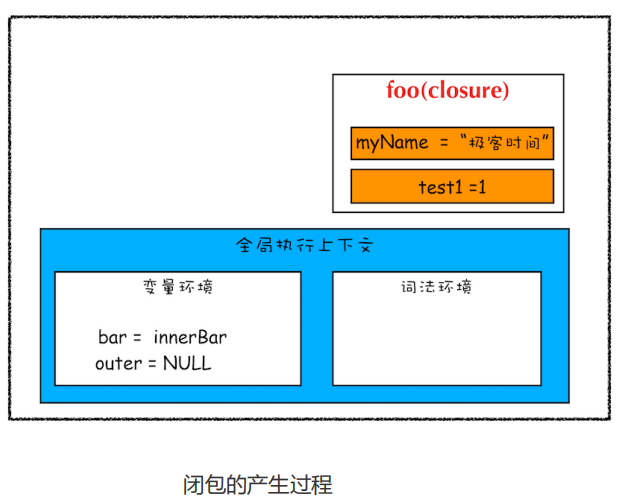 foo(closure)
myName = “极客时间”
test1 =1
全局执行上下文
变量环境
bar = innerBar
outer = NULL
词法环境
闭包的产生过程